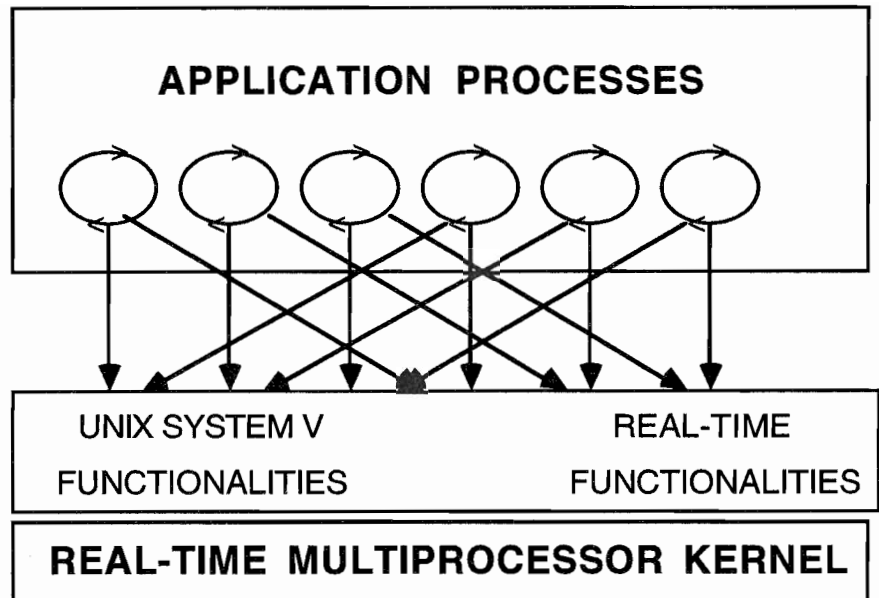 APPLICATION PROCESSES
UNIX SYSTEM V
FUNCTIONALITIES
REAL-TIME
FUNCTIONALITIES
REAL-TIME MULTIPROCESSOR KERNEL